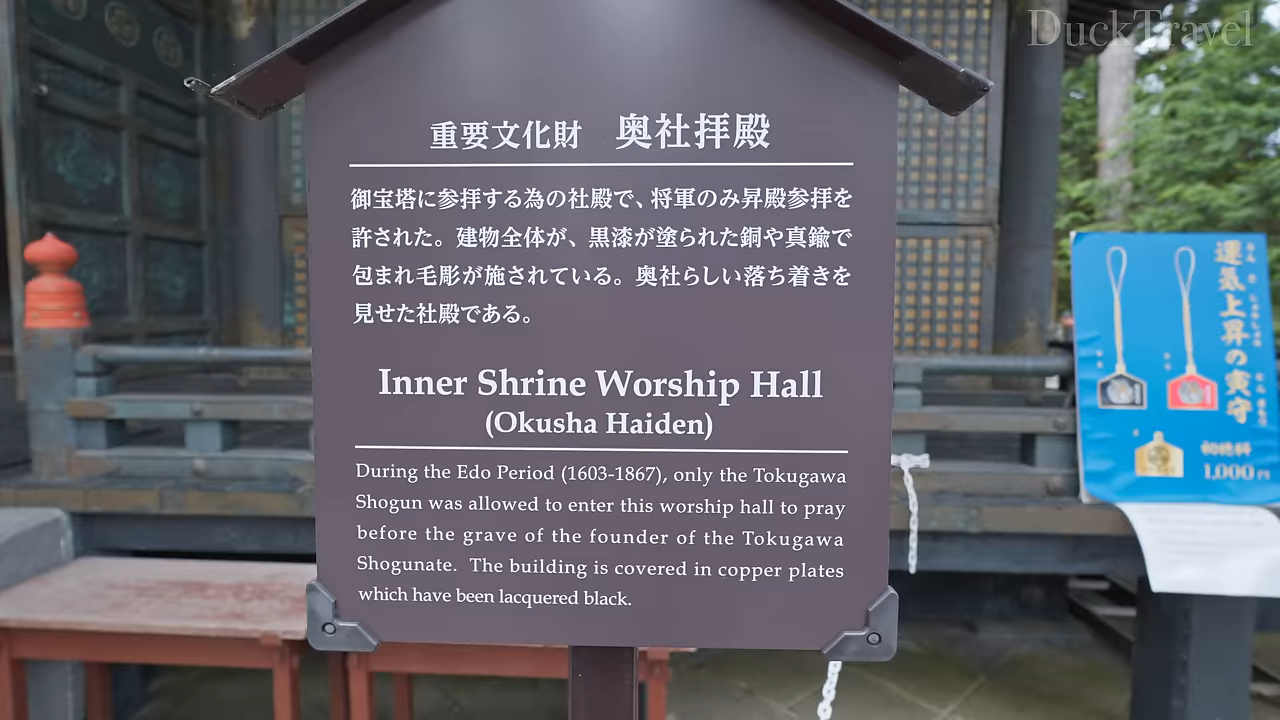 DuckTravel
重要文化財 奥社拝殿
御宝塔に参拝する為の社殿で、将軍のみ昇殿参拝を
許された。建物全体が、黒漆が塗られた銅や真鍮で
包まれ毛彫が施されている。奥社らしい落ち着きを
見せた社殿である。
Inner Shrine Worship Hall
(Okusha Haiden)
During the Edo Period (1603-1867), only the Tokugawa
Shogun was allowed to enter this worship hall to pray
before the grave of the founder of the Tokugawa
Shogunate. The building is covered in copper plates
which have been lacquered black.
運気上昇の寅守
初穂料
1,000円